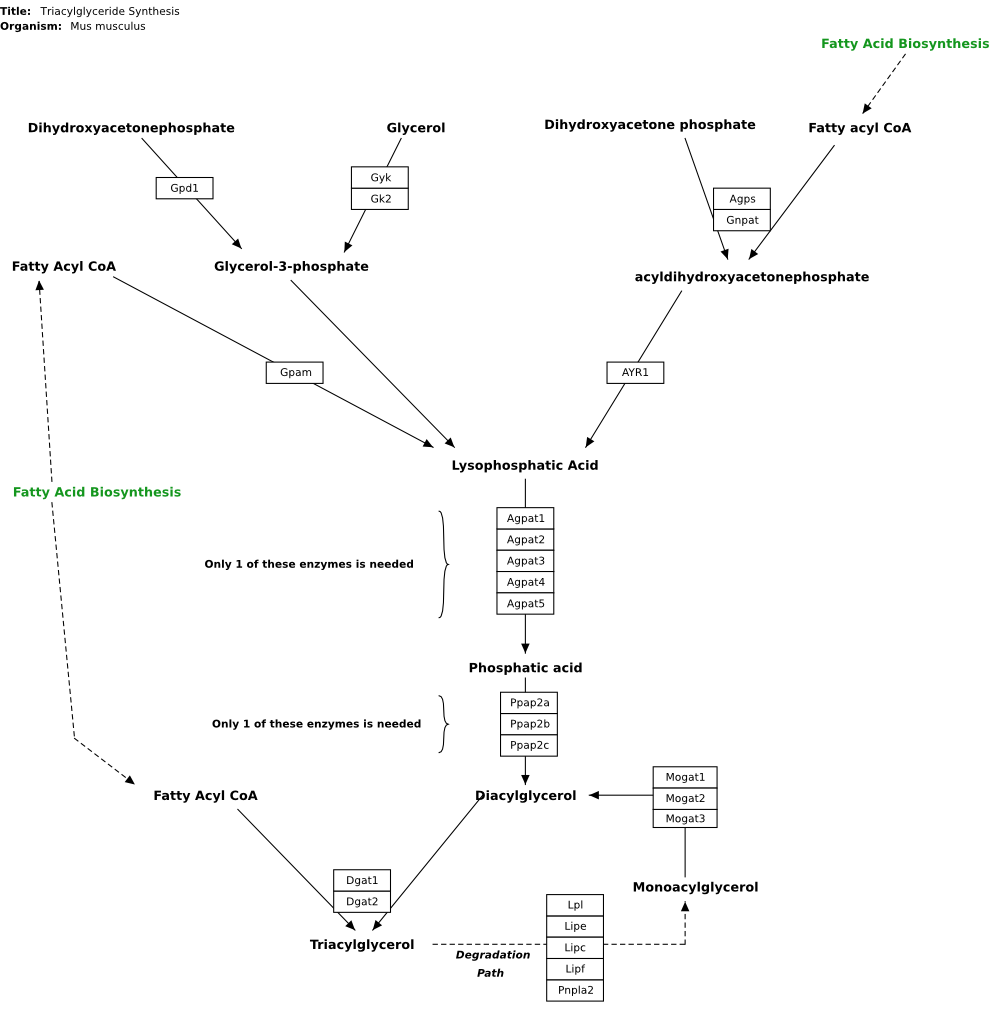 Title: Triacylglyceride Synthesis
Organism: Mus musculus
Fatty Acid Biosynthesis
Dihydroxyacetonephosphate
Glycerol
Dihydroxyacetone phosphate
Fatty acyl CoA
Gpd1
Gyk
Gk2
Agps
Gnpat
Fatty Acyl CoA
Glycerol-3-phosphate
acyldihydroxyacetonephosphate
Gpam
AYR1
Lysophosphatic Acid
Fatty Acid Biosynthesis
Agpat1
Agpat2
Agpat3
Agpat4
Agpat5
Only 1 of these enzymes is needed
Phosphatic acid
Ppap2a
Ppap2b
Ppap2c
Only 1 of these enzymes is needed
Fatty Acyl CoA
Diacylglycerol
Mogat1
Mogat2
Mogat3
Dgat1
Dgat2
Monoacylglycerol
Triacylglycerol
Degradation
Path
Lpl
Lipe
Lipc
Lipf
Pnpla2